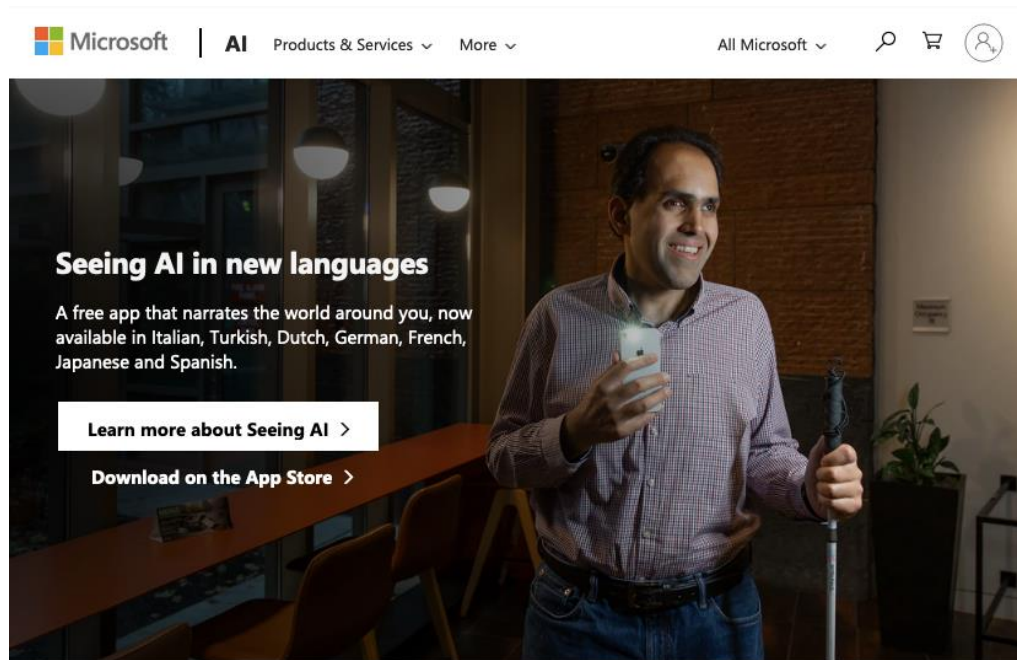 Microsoft | AI Products & Services More All Microsoft
Seeing AI in new languages
A free app that narrates the world around you, now
available in Italian, Turkish, Dutch, German, French,
Japanese and Spanish.
Learn more about Seeing AI >
Download on the App Store >